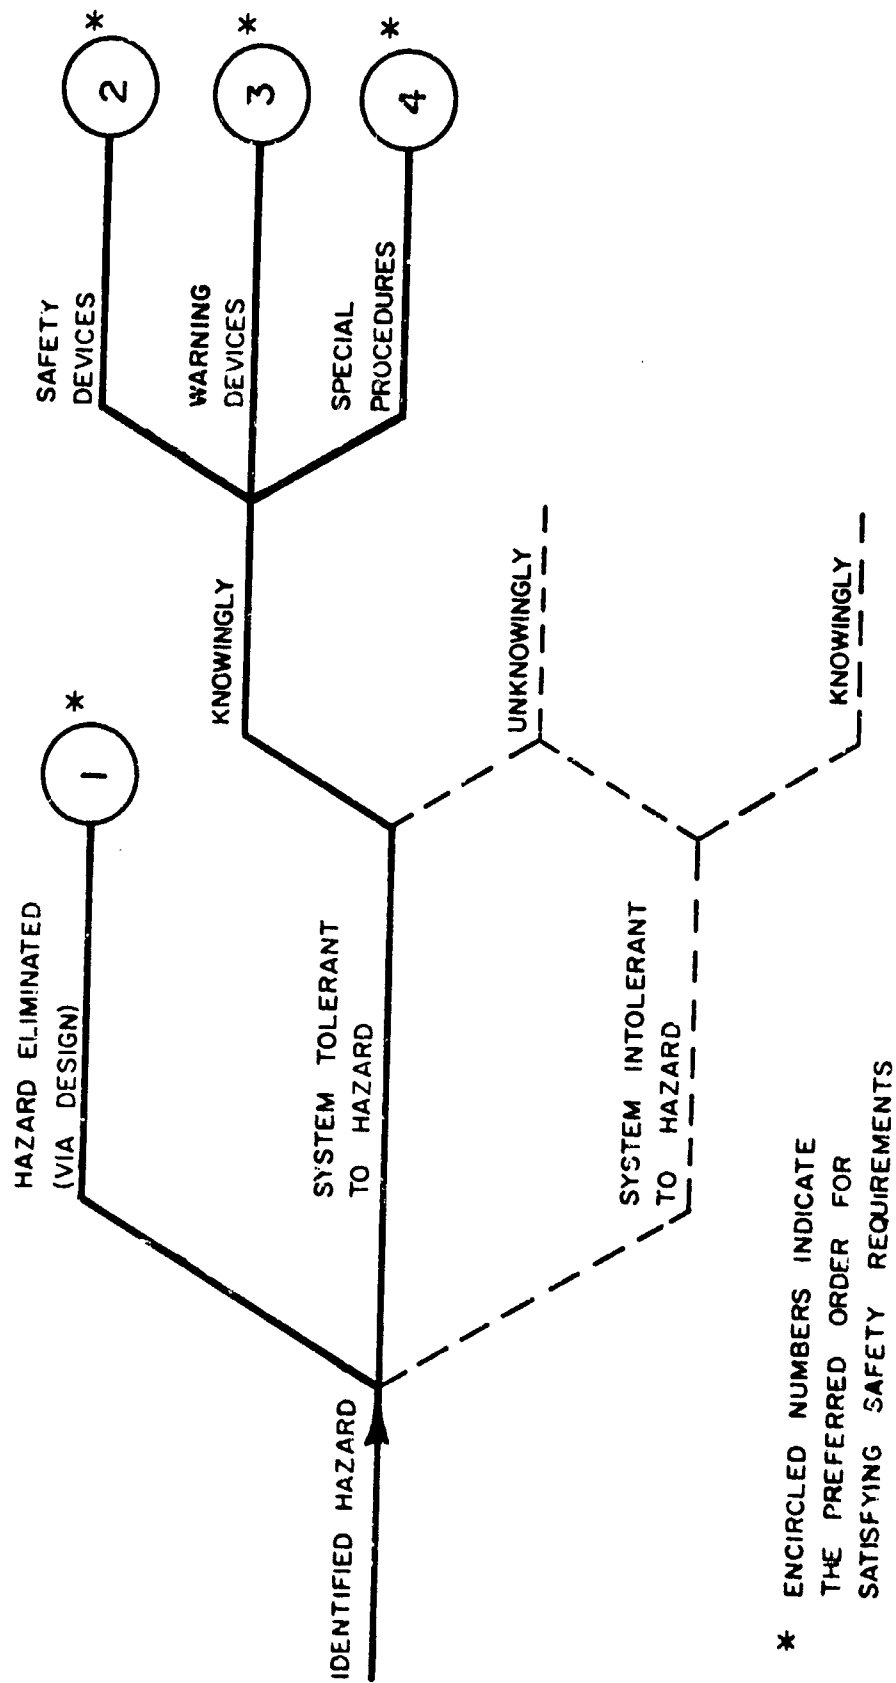 HAZARD ELIMINATED
(VIA DESIGN)
1
*
SAFETY
DEVICES
2
*
WARNING
DEVICES
3
*
SPECIAL
PROCEDURES
4
*
KNOWINGLY
IDENTIFIED HAZARD
SYSTEM TOLERANT
TO HAZARD
UNKNOWINGLY
SYSTEM INTOLERANT
TO HAZARD
KNOWINGLY
* ENCIRCLED NUMBERS INDICATE
THE PREFERRED ORDER FOR
SATISFYING SAFETY REQUIREMENTS